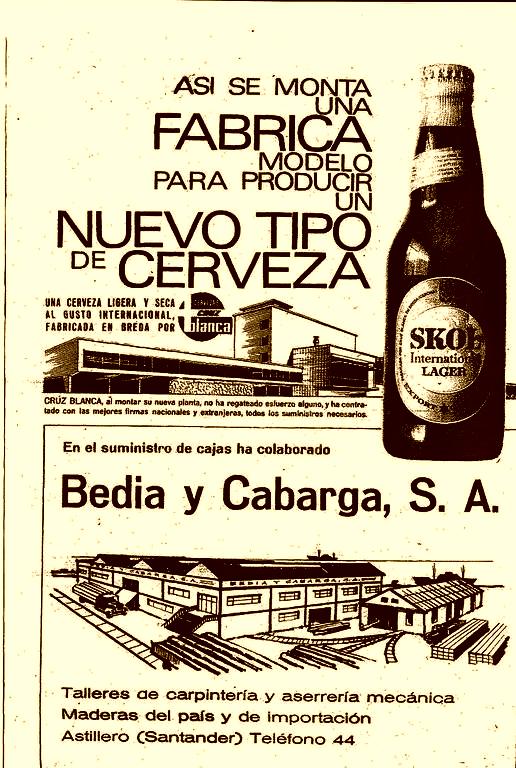 ASI SE MONTA
UNA
FABRICA
MODELO
PARA PRODUCIR
UN
NUEVO TIPO
DE CERVEZA
UNA CERVEZA LIGERA Y SECA
AL GUSTO INTERNACIONAL,
FABRICADA EN BREDA POR
CRUZ
blanca
SKOL
International
LAGER
EXPORT
CRUZ BLANCA, al montar su nueva planta, no ha regateado esfuerzo alguno, y ha contra-
tado con las mejores firmas nacionales y extranjeras, todos los suministros necesarios.
En el suministro de cajas ha colaborado
Bedia y Cabarga, S. A.
BEDIA Y CABARGA, S.A.
Talleres de carpintería y aserrería mecánica
Maderas del país y de importación
Astillero (Santander) Teléfono 44